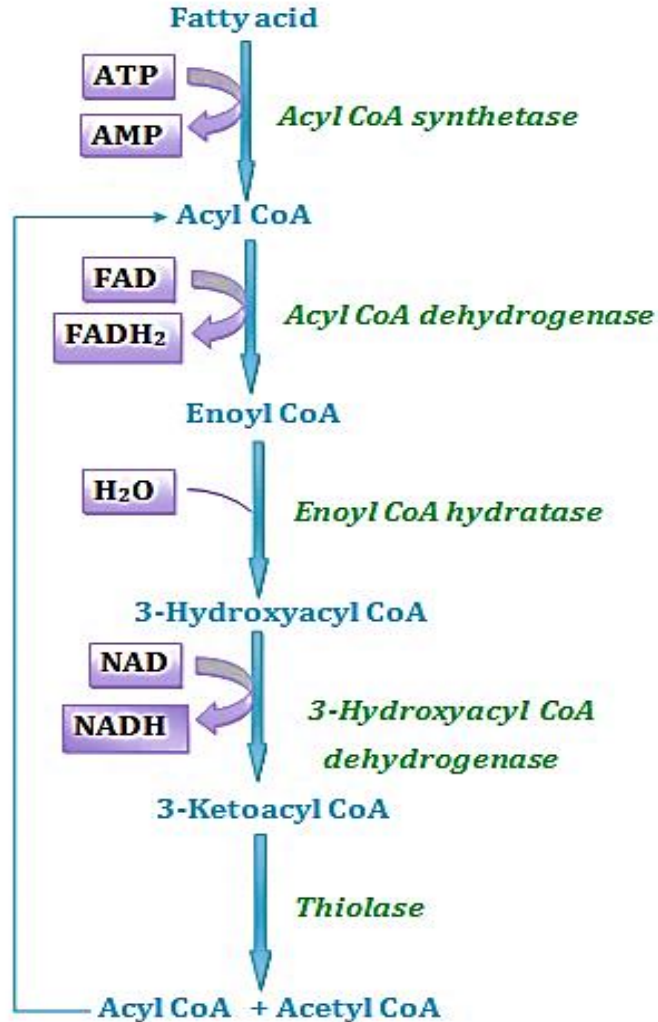 Fatty acid
ATP
AMP
Acyl CoA synthetase
Acyl CoA
FAD
FADH₂
Acyl CoA dehydrogenase
Enoyl CoA
H₂O
Enoyl CoA hydratase
3-Hydroxyacyl CoA
NAD
NADH
3-Hydroxyacyl CoA
dehydrogenase
3-Ketoacyl CoA
Thiolase
Acyl CoA + Acetyl CoA